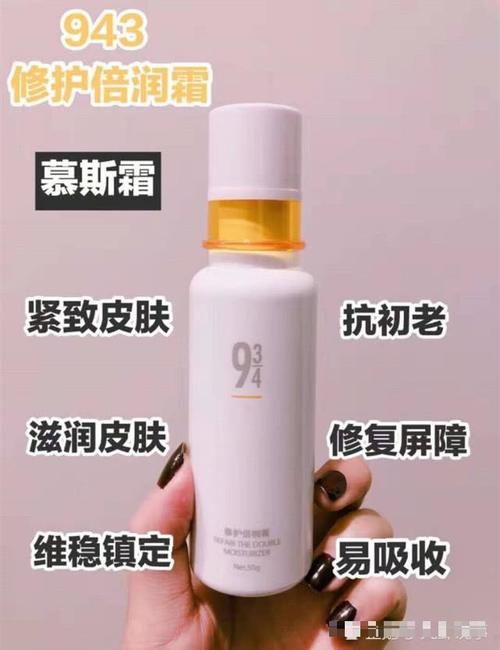 943
修护倍润霜
慕斯霜
紧致皮肤
抗初老
滋润皮肤
修复屏障
维稳镇定
易吸收
9 3/4
修护倍润霜
REPAIR THE DOUBLE
MOISTURIZER
Net.50g